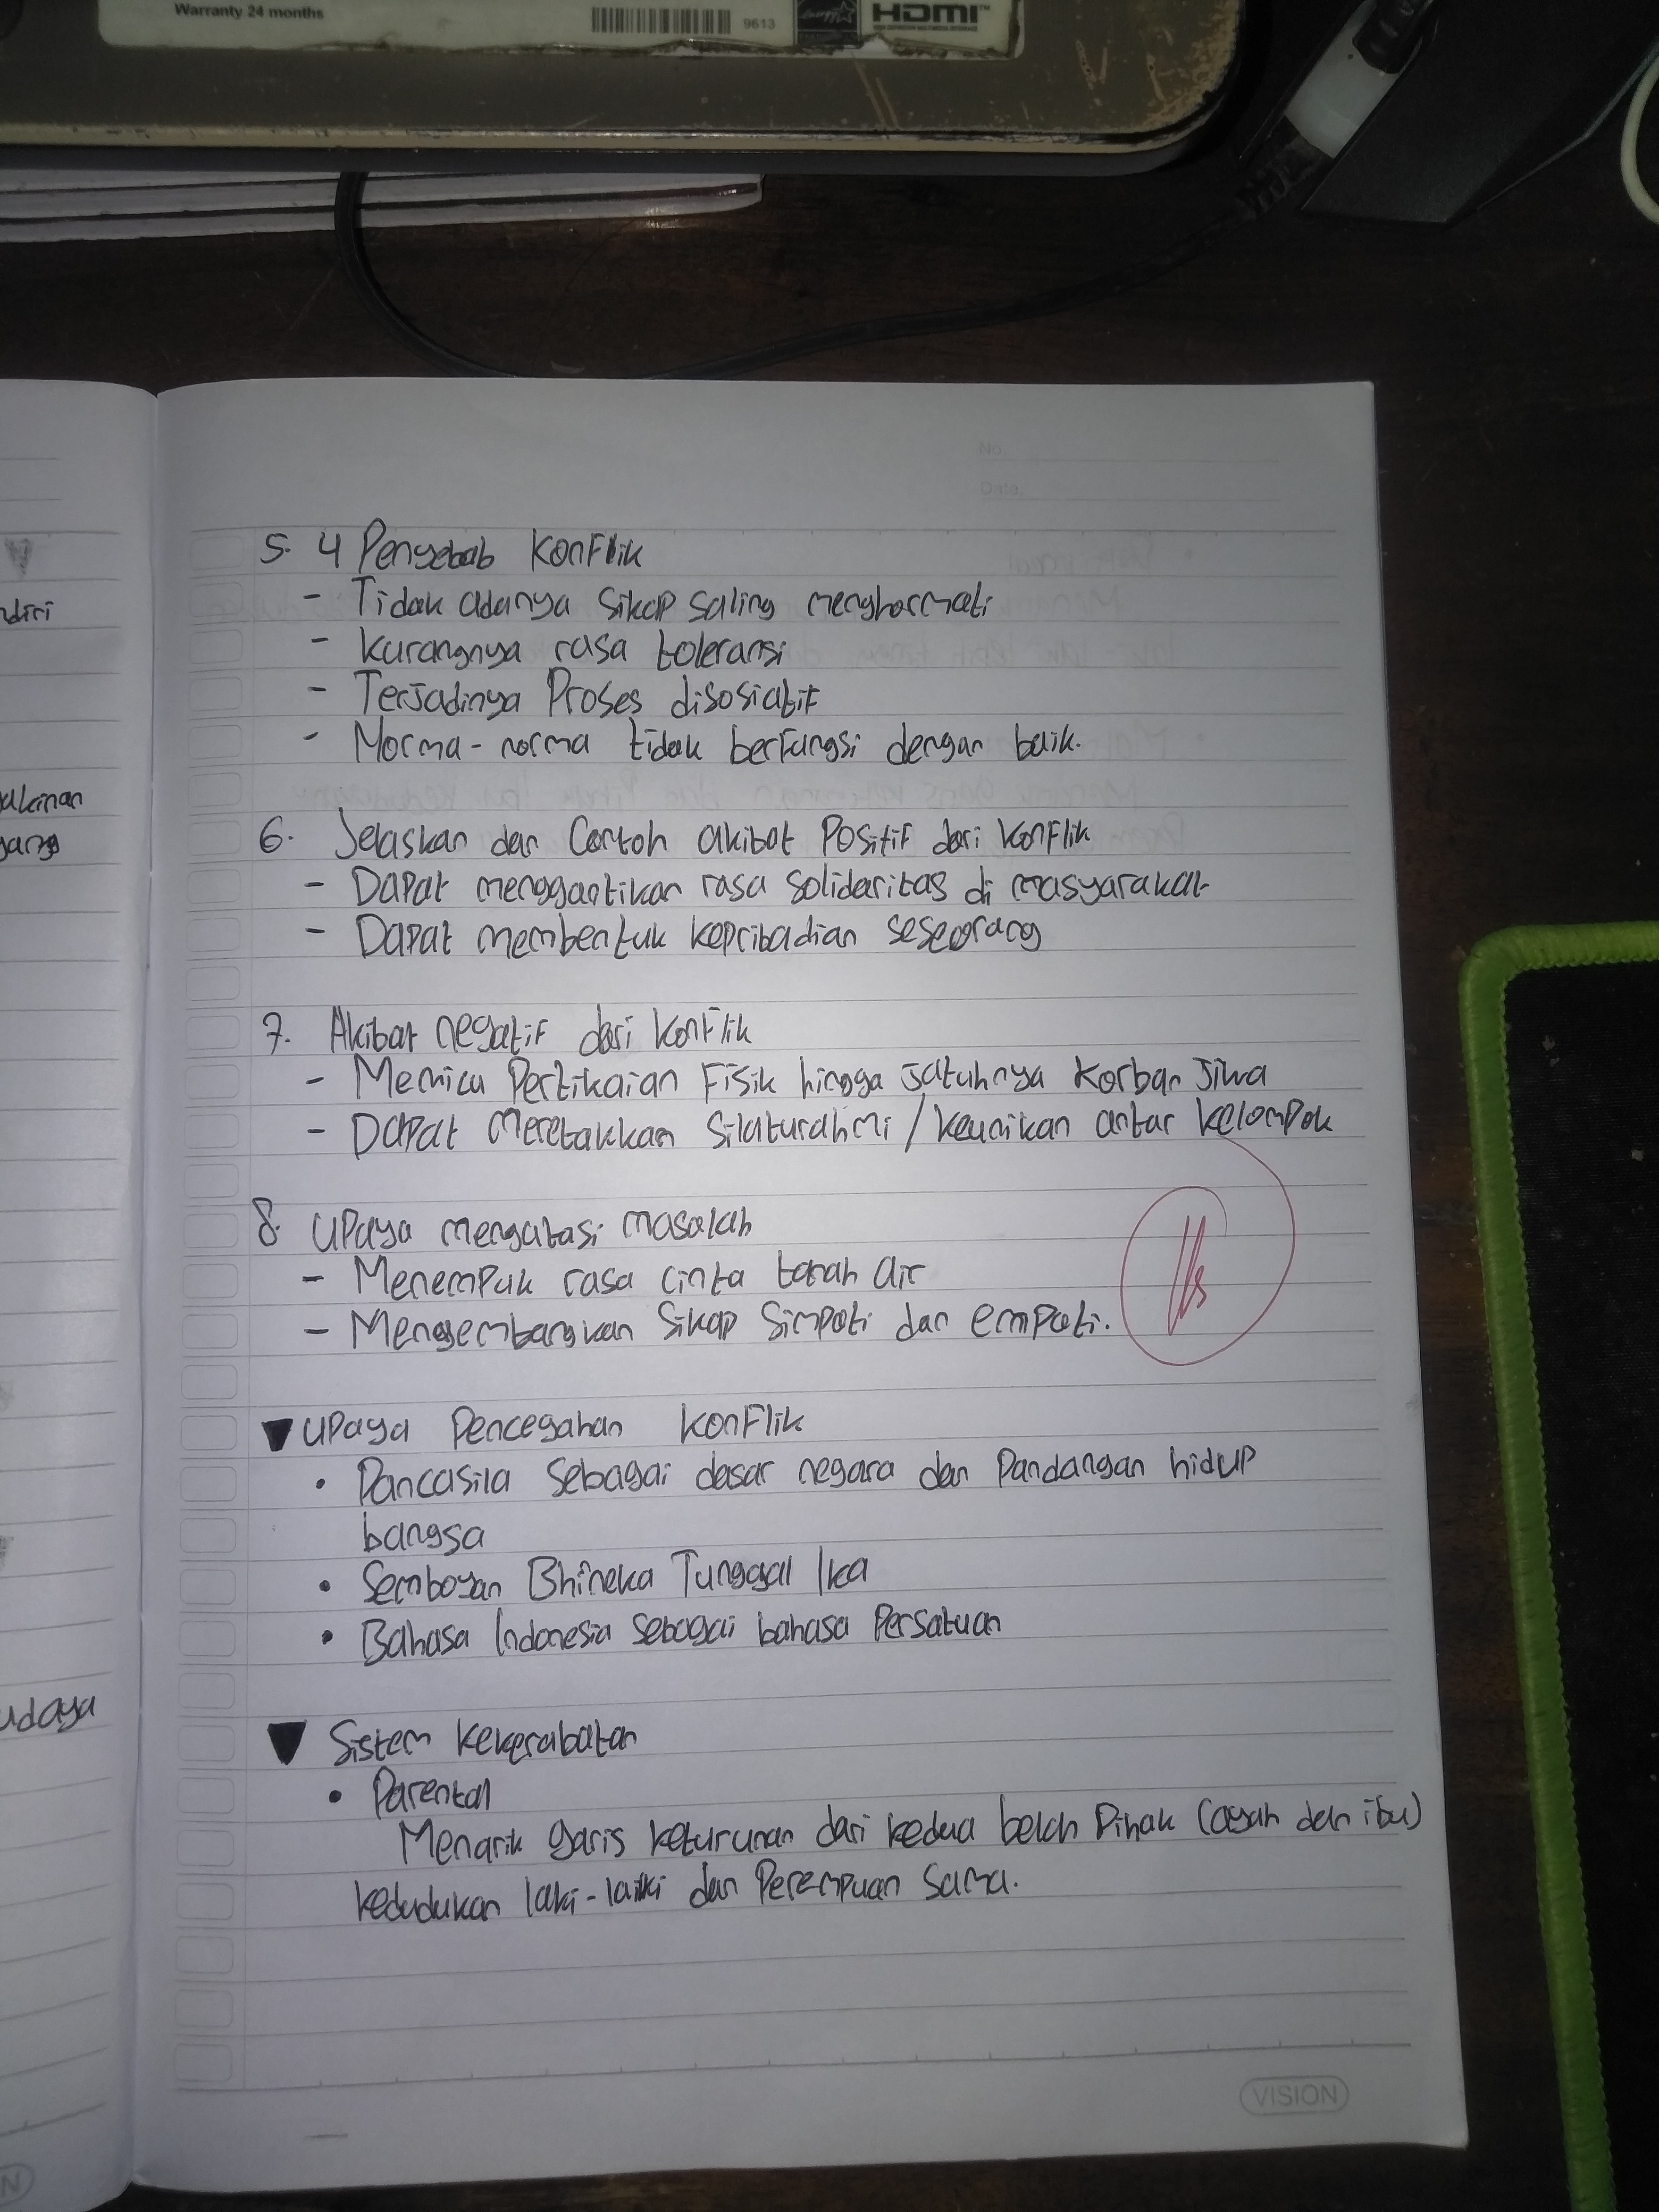 Warranty 24 months
9613
HDMI™
No.
Date.
5. 4 Penyebab Konflik
- Tidak adanya sikap saling menghormati
- Kurangnya rasa toleransi
- Terjadinya Proses disosiatif
- Norma-norma tidak berfungsi dengan baik.
6. Jelaskan dan Contoh akibat Positif dari Konflik
- Dapat menggantikan rasa solidaritas di masyarakat
- Dapat membentuk kepribadian seseorang
7. Akibat negatif dari Konflik
- Memicu Pertikaian Fisik hingga jatuhnya Korban Jiwa
- Dapat Meretakkan Silaturahmi / Keunikan antar kelompok
8. Upaya mengatasi masalah
- Menempuk rasa cinta tanah air
- Mengembangkan Sikap Simpati dan empati.
▼ Upaya Pencegahan Konflik
• Pancasila Sebagai dasar negara dan Pandangan hidup
bangsa
• Semboyan Bhineka Tunggal Ika
• Bahasa Indonesia sebagai bahasa Persatuan
▼ Sistem Kekerabatan
• Parental
Menarik garis keturunan dari kedua belah Pihak (ayah dan ibu)
kedudukan laki-laiki dan Perempuan Sama.
VISION
ndiri
yang
udaya